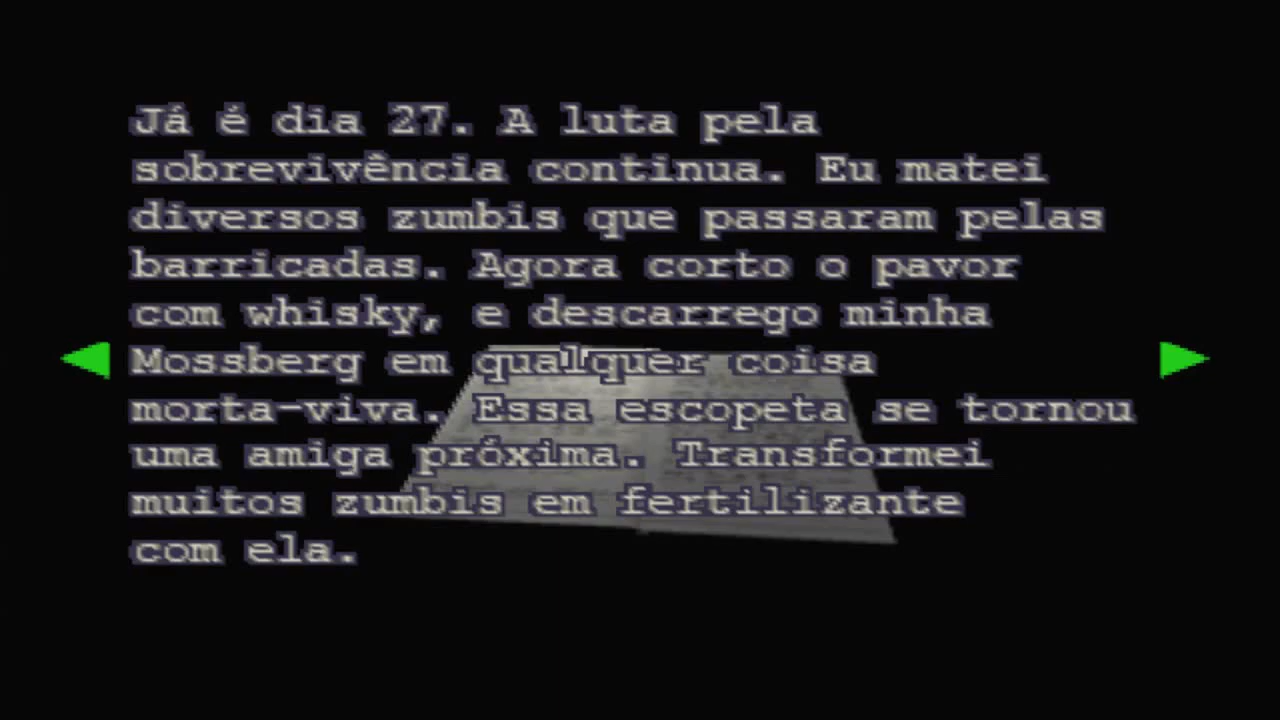 Já é dia 27. A luta pela
sobrevivência continua. Eu matei
diversos zumbis que passaram pelas
barricadas. Agora corto o pavor
com whisky, e descarrego minha
Mossberg em qualquer coisa
morta-viva. Essa escopeta se tornou
uma amiga próxima. Transformei
muitos zumbis em fertilizante
com ela.